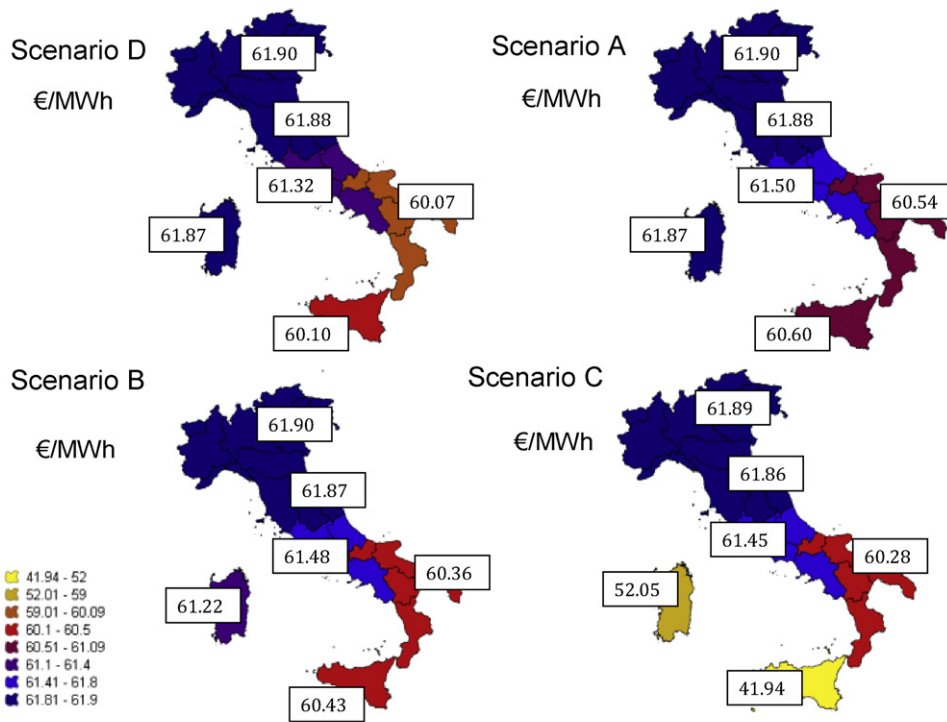 Scenario D
€/MWh
61.90
61.88
61.32
60.07
61.87
60.10
Scenario A
€/MWh
61.90
61.88
61.50
60.54
61.87
60.60
Scenario B
€/MWh
61.90
61.87
61.48
60.36
61.22
60.43
41.94 - 52
52.01 - 59
59.01 - 60.09
60.1 - 60.5
60.51 - 61.09
61.1 - 61.4
61.41 - 61.8
61.81 - 61.9
Scenario C
€/MWh
61.89
61.86
61.45
60.28
52.05
41.94